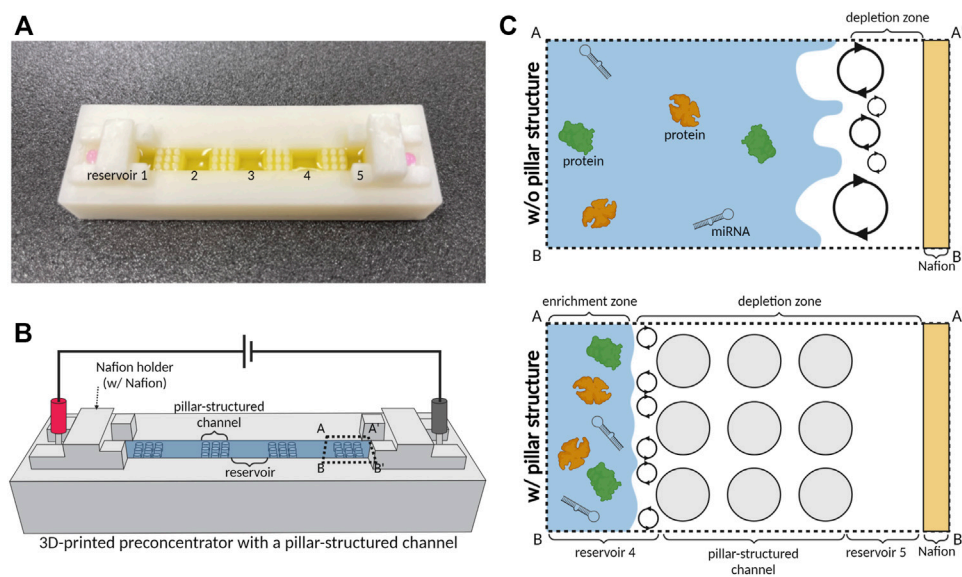 A
reservoir 1
2
3
4
5
B
Nafion holder
(w/ Nafion)
pillar-structured
channel
A
A'
reservoir
B
B'
3D-printed preconcentrator with a pillar-structured channel
C
depletion zone
A
A
w/o pillar structure
protein
protein
miRNA
B
B
Nafion
enrichment zone
depletion zone
A
A
w/ pillar structure
B
B
reservoir 4
pillar-structured
channel
reservoir 5
Nafion